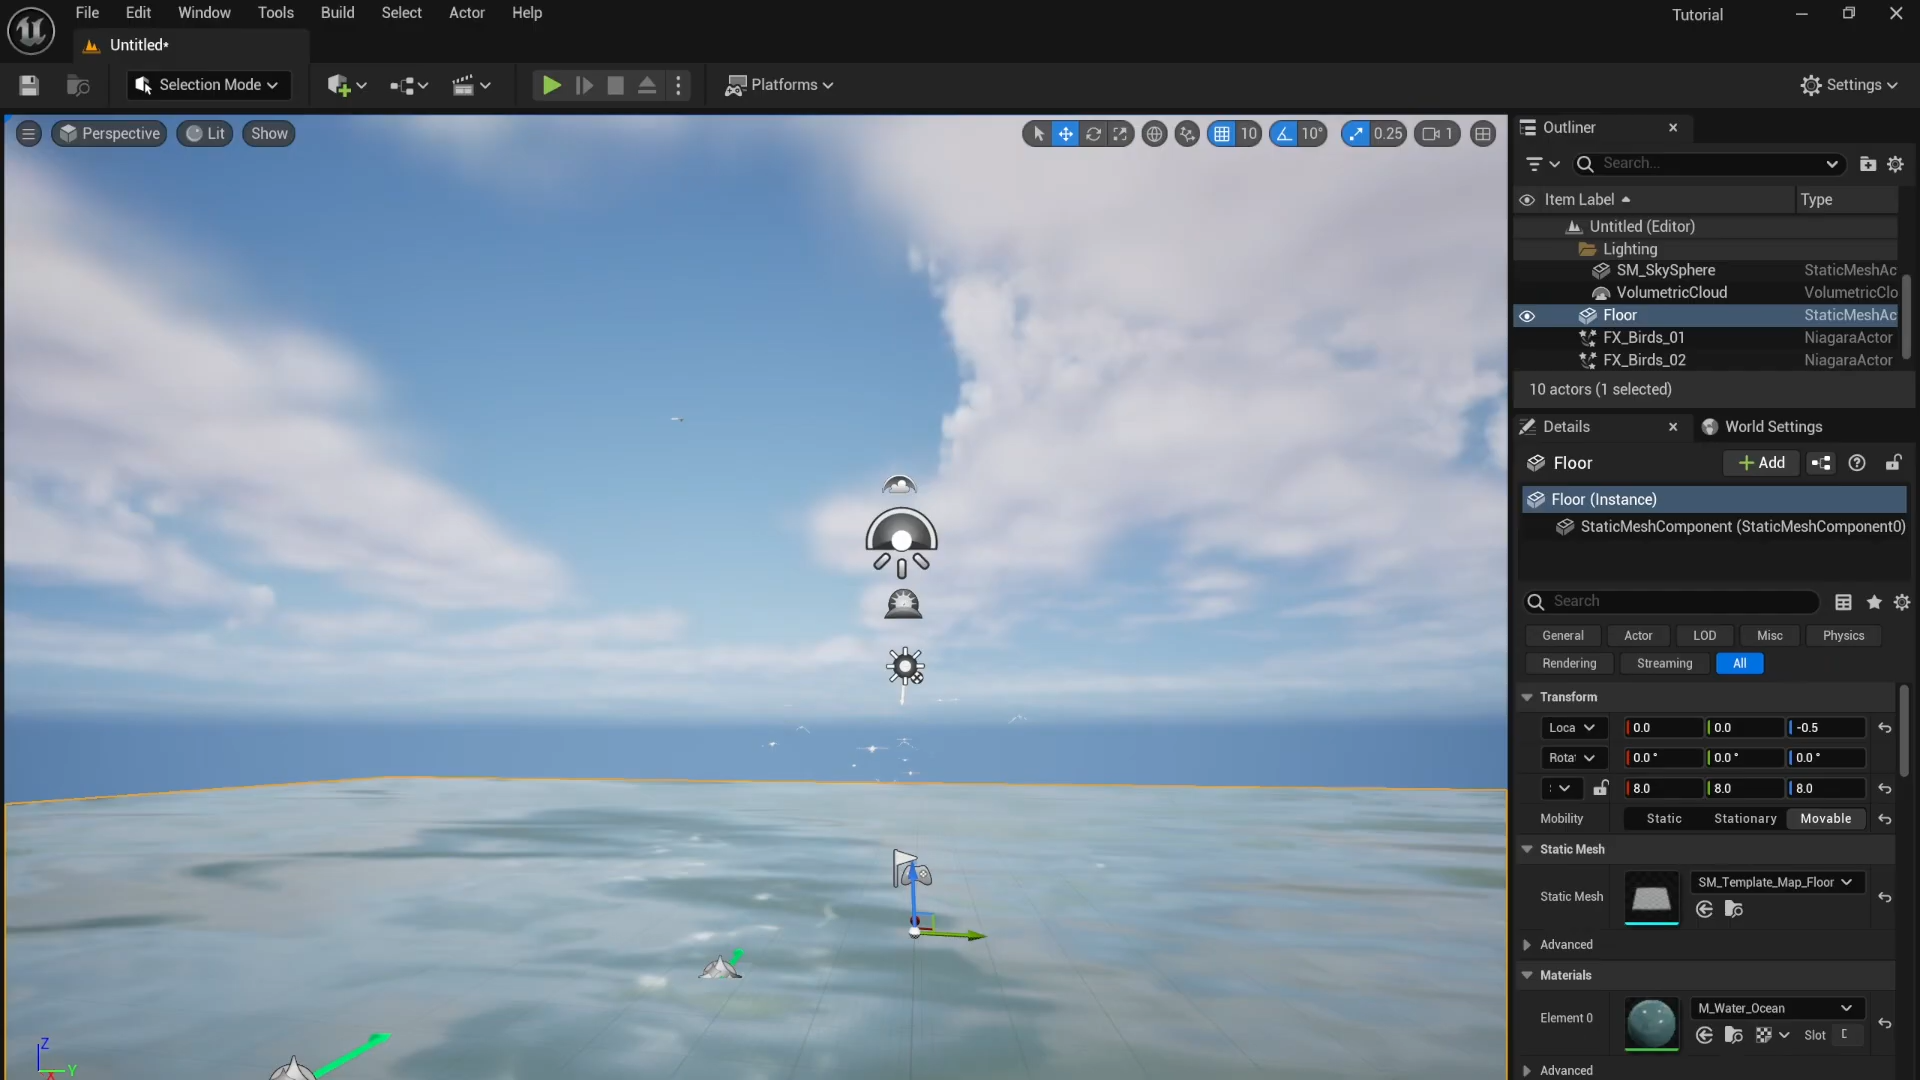 File Edit Window Tools Build Select Actor Help
Tutorial
Untitled*
Selection Mode
Platforms
Settings
Perspective
Lit
Show
10
10°
0.25
1
Outliner
Search...
Item Label
Type
Untitled (Editor)
Lighting
SM_SkySphere StaticMeshAc
VolumetricCloud VolumetricClo
Floor StaticMeshAc
FX_Birds_01 NiagaraActor
FX_Birds_02 NiagaraActor
10 actors (1 selected)
Details
World Settings
Floor
Add
Floor (Instance)
StaticMeshComponent (StaticMeshComponent0)
Search
General Actor LOD Misc Physics
Rendering Streaming All
Transform
Loca 0.0 0.0 -0.5
Rotat 0.0° 0.0° 0.0°
8.0 8.0 8.0
Mobility Static Stationary Movable
Static Mesh
Static Mesh SM_Template_Map_Floor
Advanced
Materials
Element 0 M_Water_Ocean
Slot
Advanced
Z
Y
X